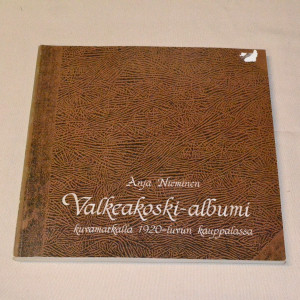 Anja Nieminen
Valkeakoski-albumi
kuvamatkalla 1920-luvun kauppalassa